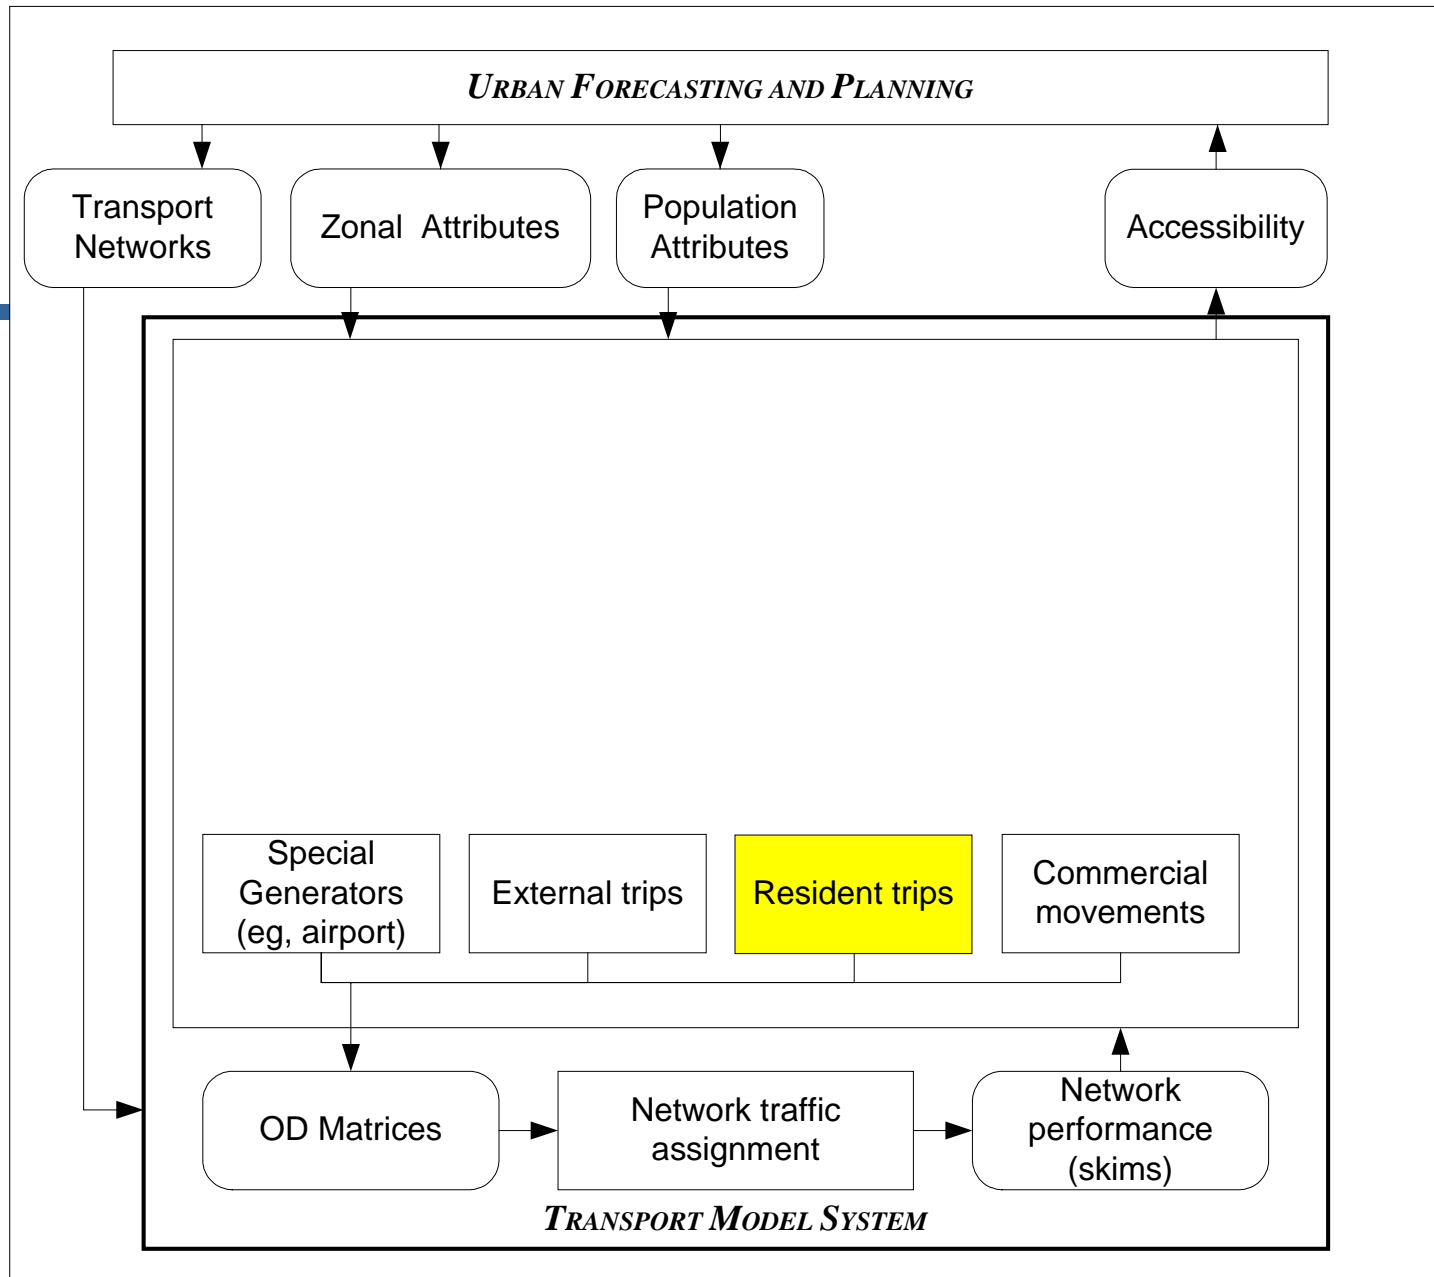 URBAN FORECASTING AND PLANNING
Transport
Networks
Zonal Attributes
Population
Attributes
Accessibility
Special
Generators
(eg, airport)
External trips
Resident trips
Commercial
movements
OD Matrices
Network traffic
assignment
Network
performance
(skims)
TRANSPORT MODEL SYSTEM